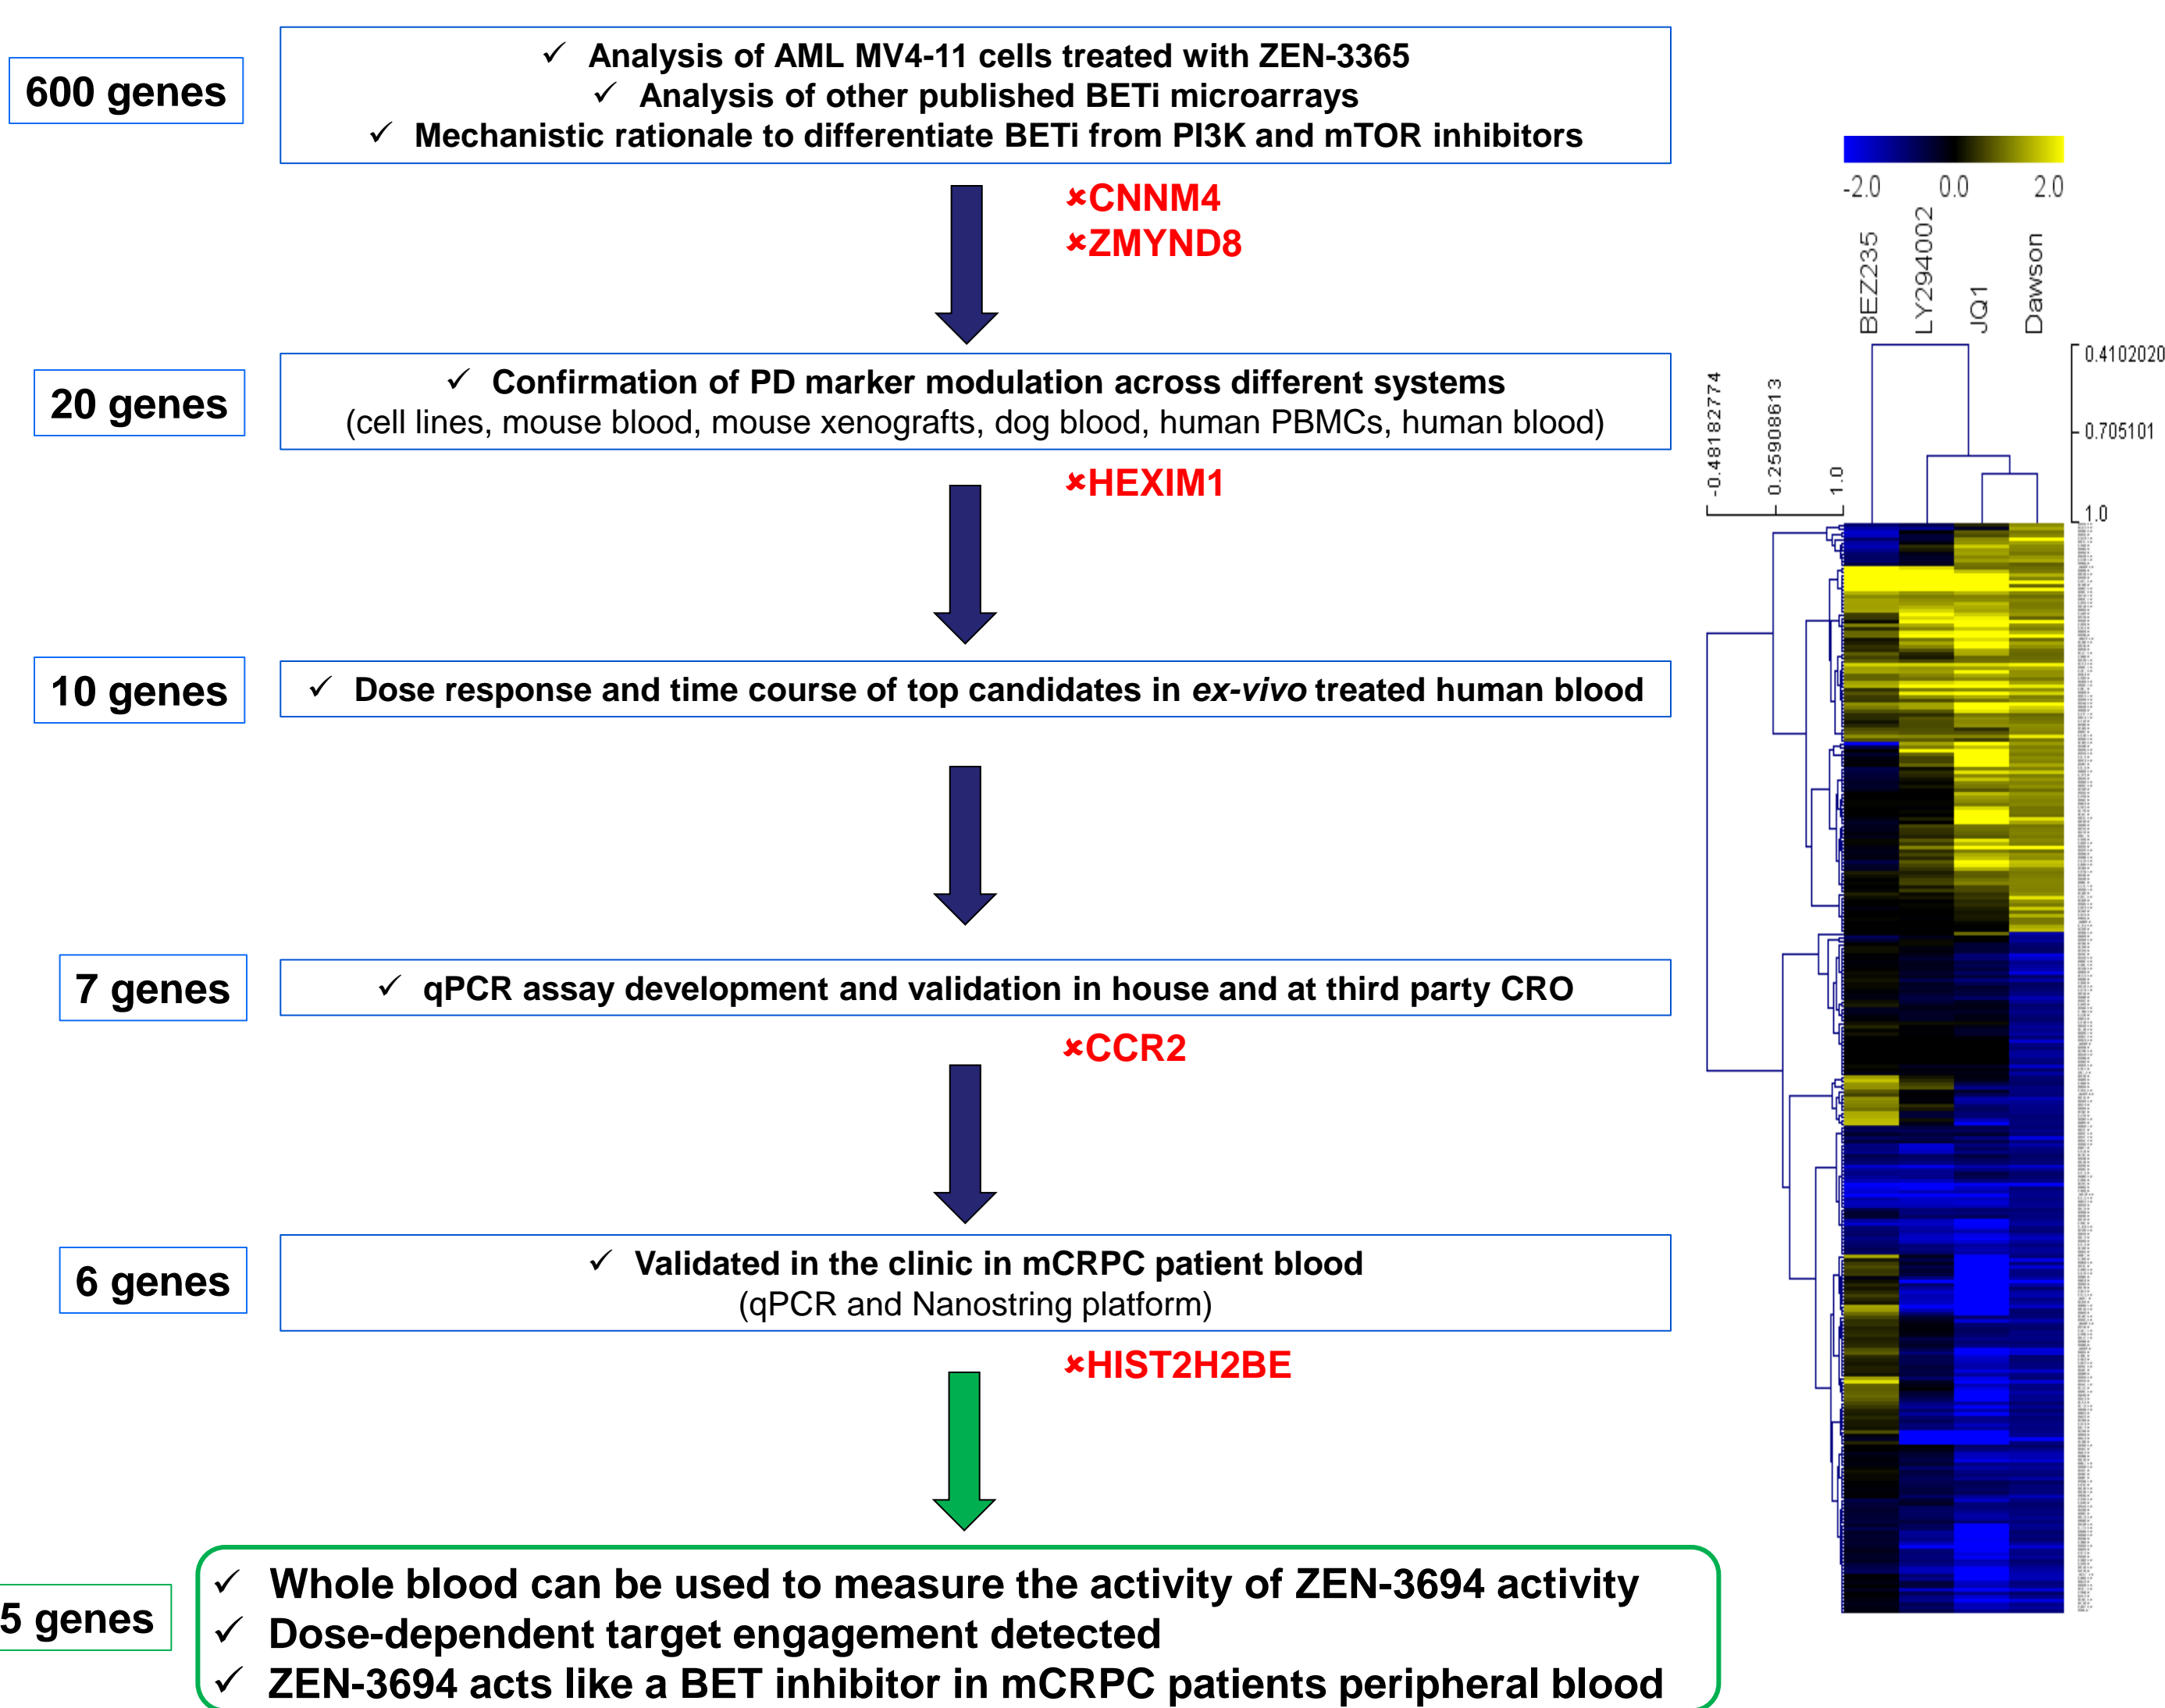 600 genes
✓ Analysis of AML MV4-11 cells treated with ZEN-3365
✓ Analysis of other published BETi microarrays
✓ Mechanistic rationale to differentiate BETi from PI3K and mTOR inhibitors
✘CNNM4
✘ZMYND8
20 genes
✓ Confirmation of PD marker modulation across different systems
(cell lines, mouse blood, mouse xenografts, dog blood, human PBMCs, human blood)
✘HEXIM1
10 genes
✓ Dose response and time course of top candidates in ex-vivo treated human blood
7 genes
✓ qPCR assay development and validation in house and at third party CRO
✘CCR2
6 genes
✓ Validated in the clinic in mCRPC patient blood
(qPCR and Nanostring platform)
✘HIST2H2BE
5 genes
✓ Whole blood can be used to measure the activity of ZEN-3694 activity
✓ Dose-dependent target engagement detected
✓ ZEN-3694 acts like a BET inhibitor in mCRPC patients peripheral blood
-2.0 0.0 2.0
BEZ235
LY294002
JQ1
Dawson
0.4102020
0.705101
1.0
-0.48182774
0.25908613
1.0